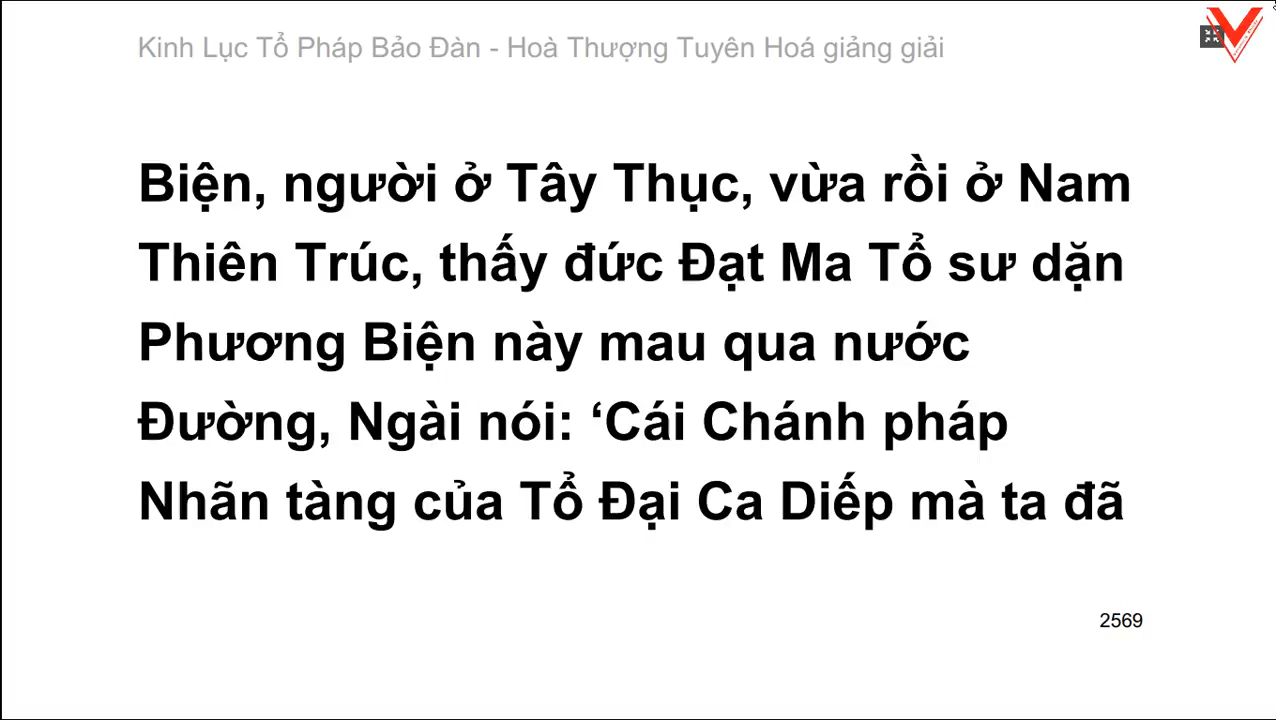 Kinh Lục Tổ Pháp Bảo Đàn - Hoà Thượng Tuyên Hoá giảng giải
Biện, người ở Tây Thục, vừa rồi ở Nam
Thiên Trúc, thấy đức Đạt Ma Tổ sư dặn
Phương Biện này mau qua nước
Đường, Ngài nói: ‘Cái Chánh pháp
Nhãn tàng của Tổ Đại Ca Diếp mà ta đã
2569